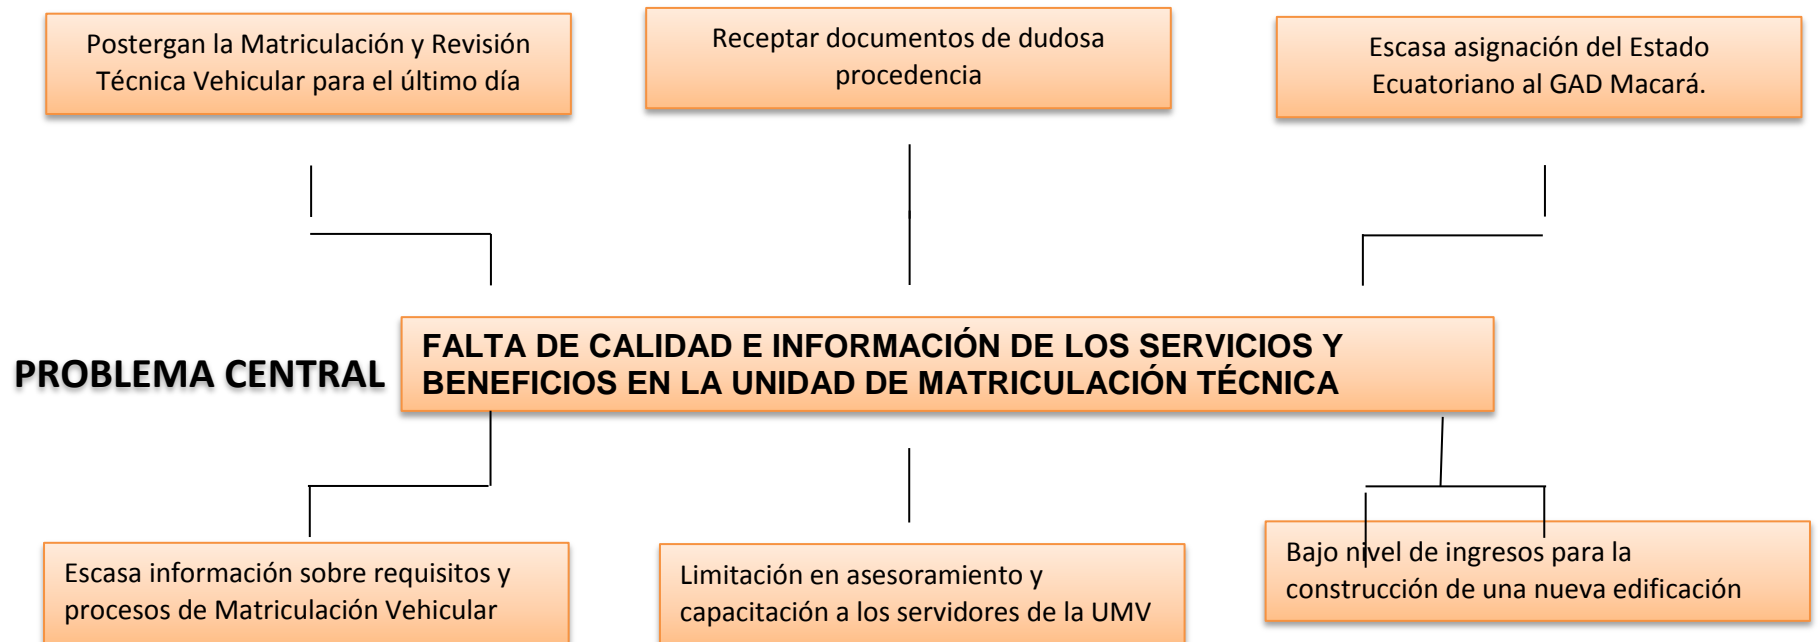 Postergan la Matriculación y Revisión
Técnica Vehicular para el último día
Receptar documentos de dudosa
procedencia
Escasa asignación del Estado
Ecuatoriano al GAD Macará.
PROBLEMA CENTRAL
FALTA DE CALIDAD E INFORMACIÓN DE LOS SERVICIOS Y
BENEFICIOS EN LA UNIDAD DE MATRICULACIÓN TÉCNICA
Escasa información sobre requisitos y
procesos de Matriculación Vehicular
Limitación en asesoramiento y
capacitación a los servidores de la UMV
Bajo nivel de ingresos para la
construcción de una nueva edificación